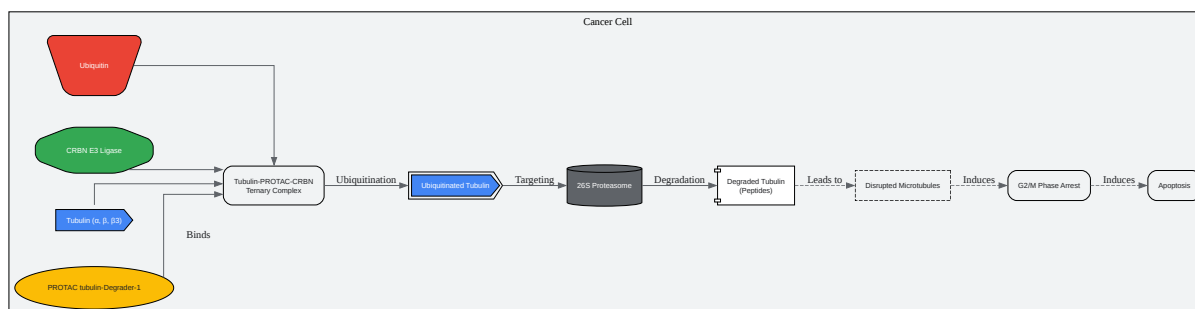 Cancer Cell
Ubiquitin
CRBN E3 Ligase
Tubulin (α, β, β3)
PROTAC tubulin-Degrader-1
Binds
Tubulin-PROTAC-CRBN
Ternary Complex
Ubiquitination
Ubiquitinated Tubulin
Targeting
26S Proteasome
Degradation
Degraded Tubulin
(Peptides)
Leads to
Disrupted Microtubules
Induces
G2/M Phase Arrest
Induces
Apoptosis